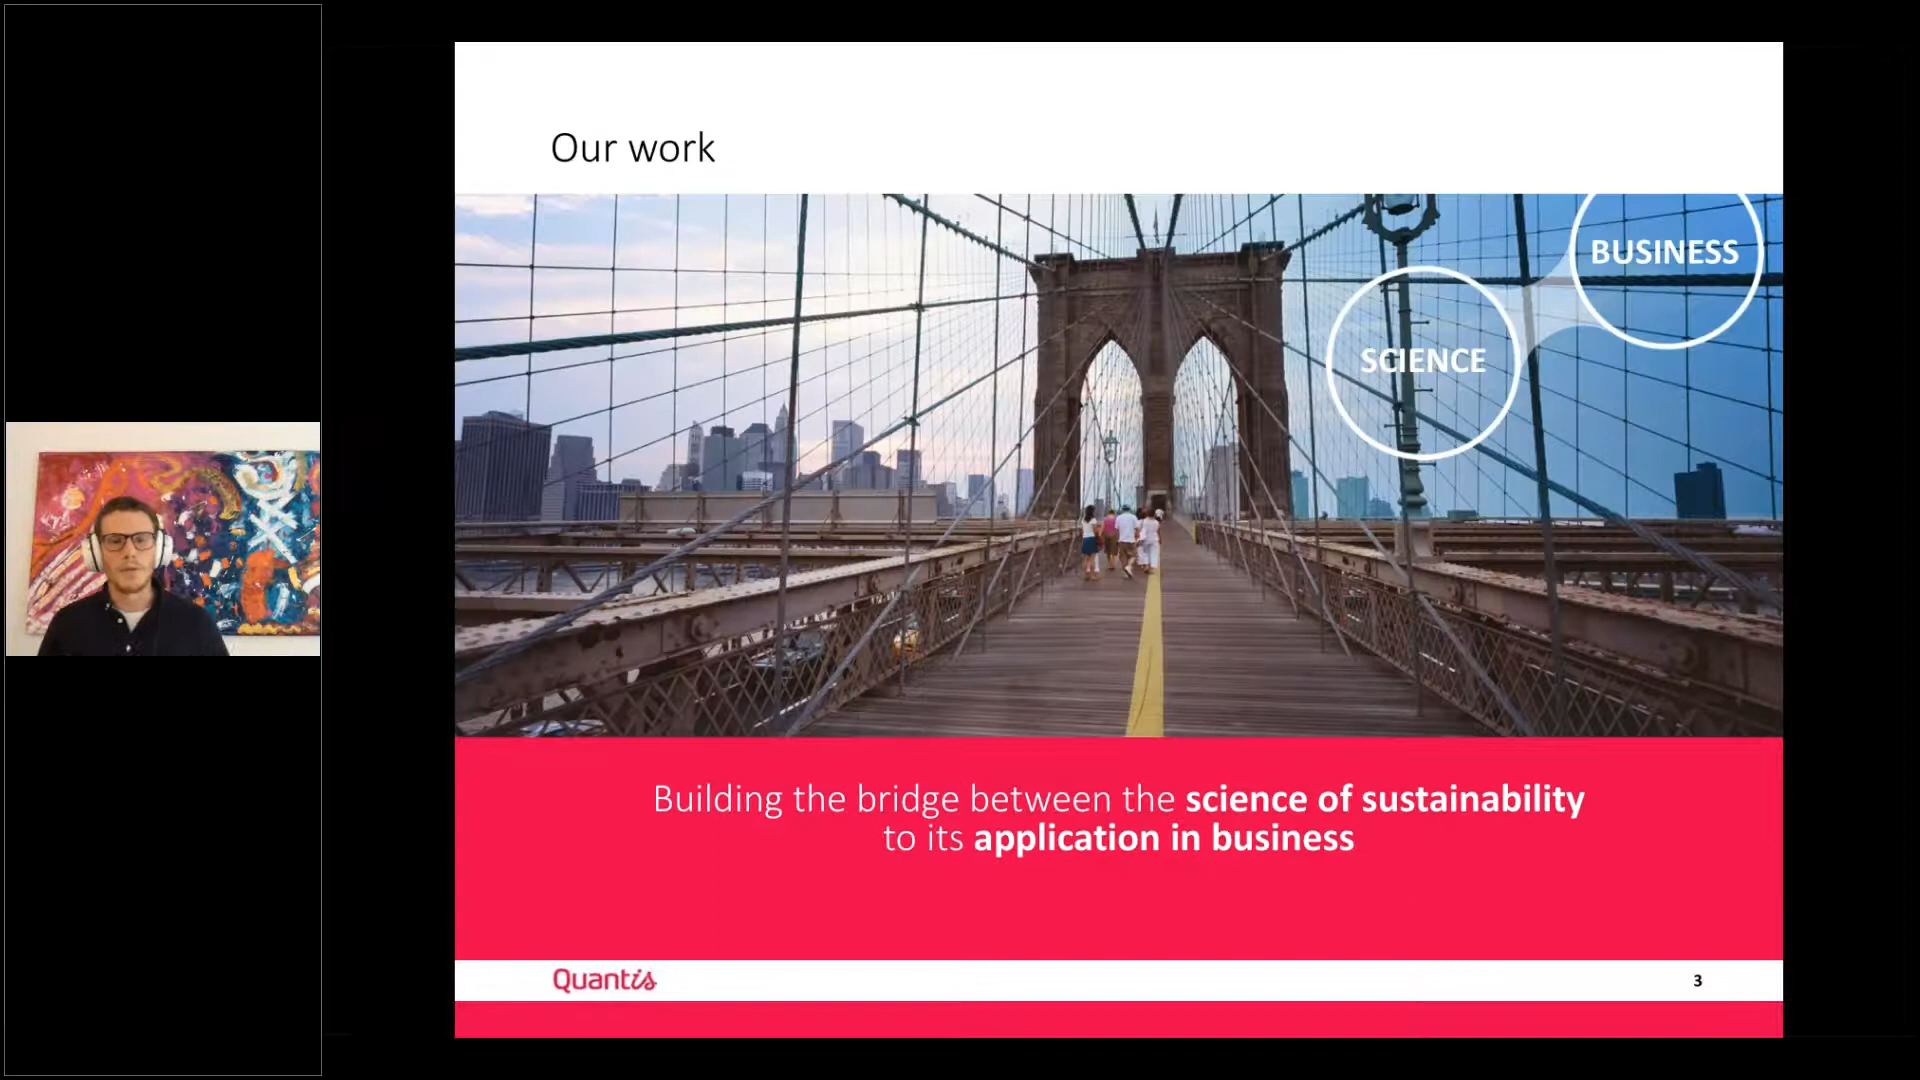 Our work
BUSINESS
SCIENCE
Building the bridge between the science of sustainability
to its application in business
Quantis
3